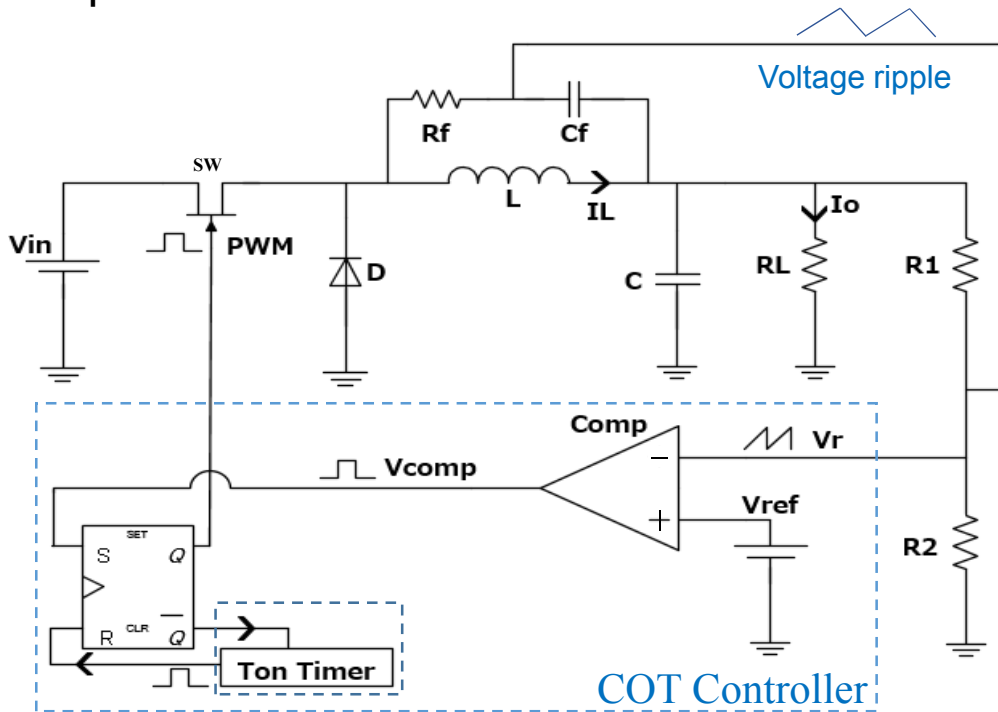 Voltage ripple
Rf
Cf
SW
L
IL
Io
Vin
PWM
D
C
RL
R1
Comp
Vcomp
−
Vr
+
Vref
R2
SET
S
Q
CLR
R
Q
Ton Timer
COT Controller